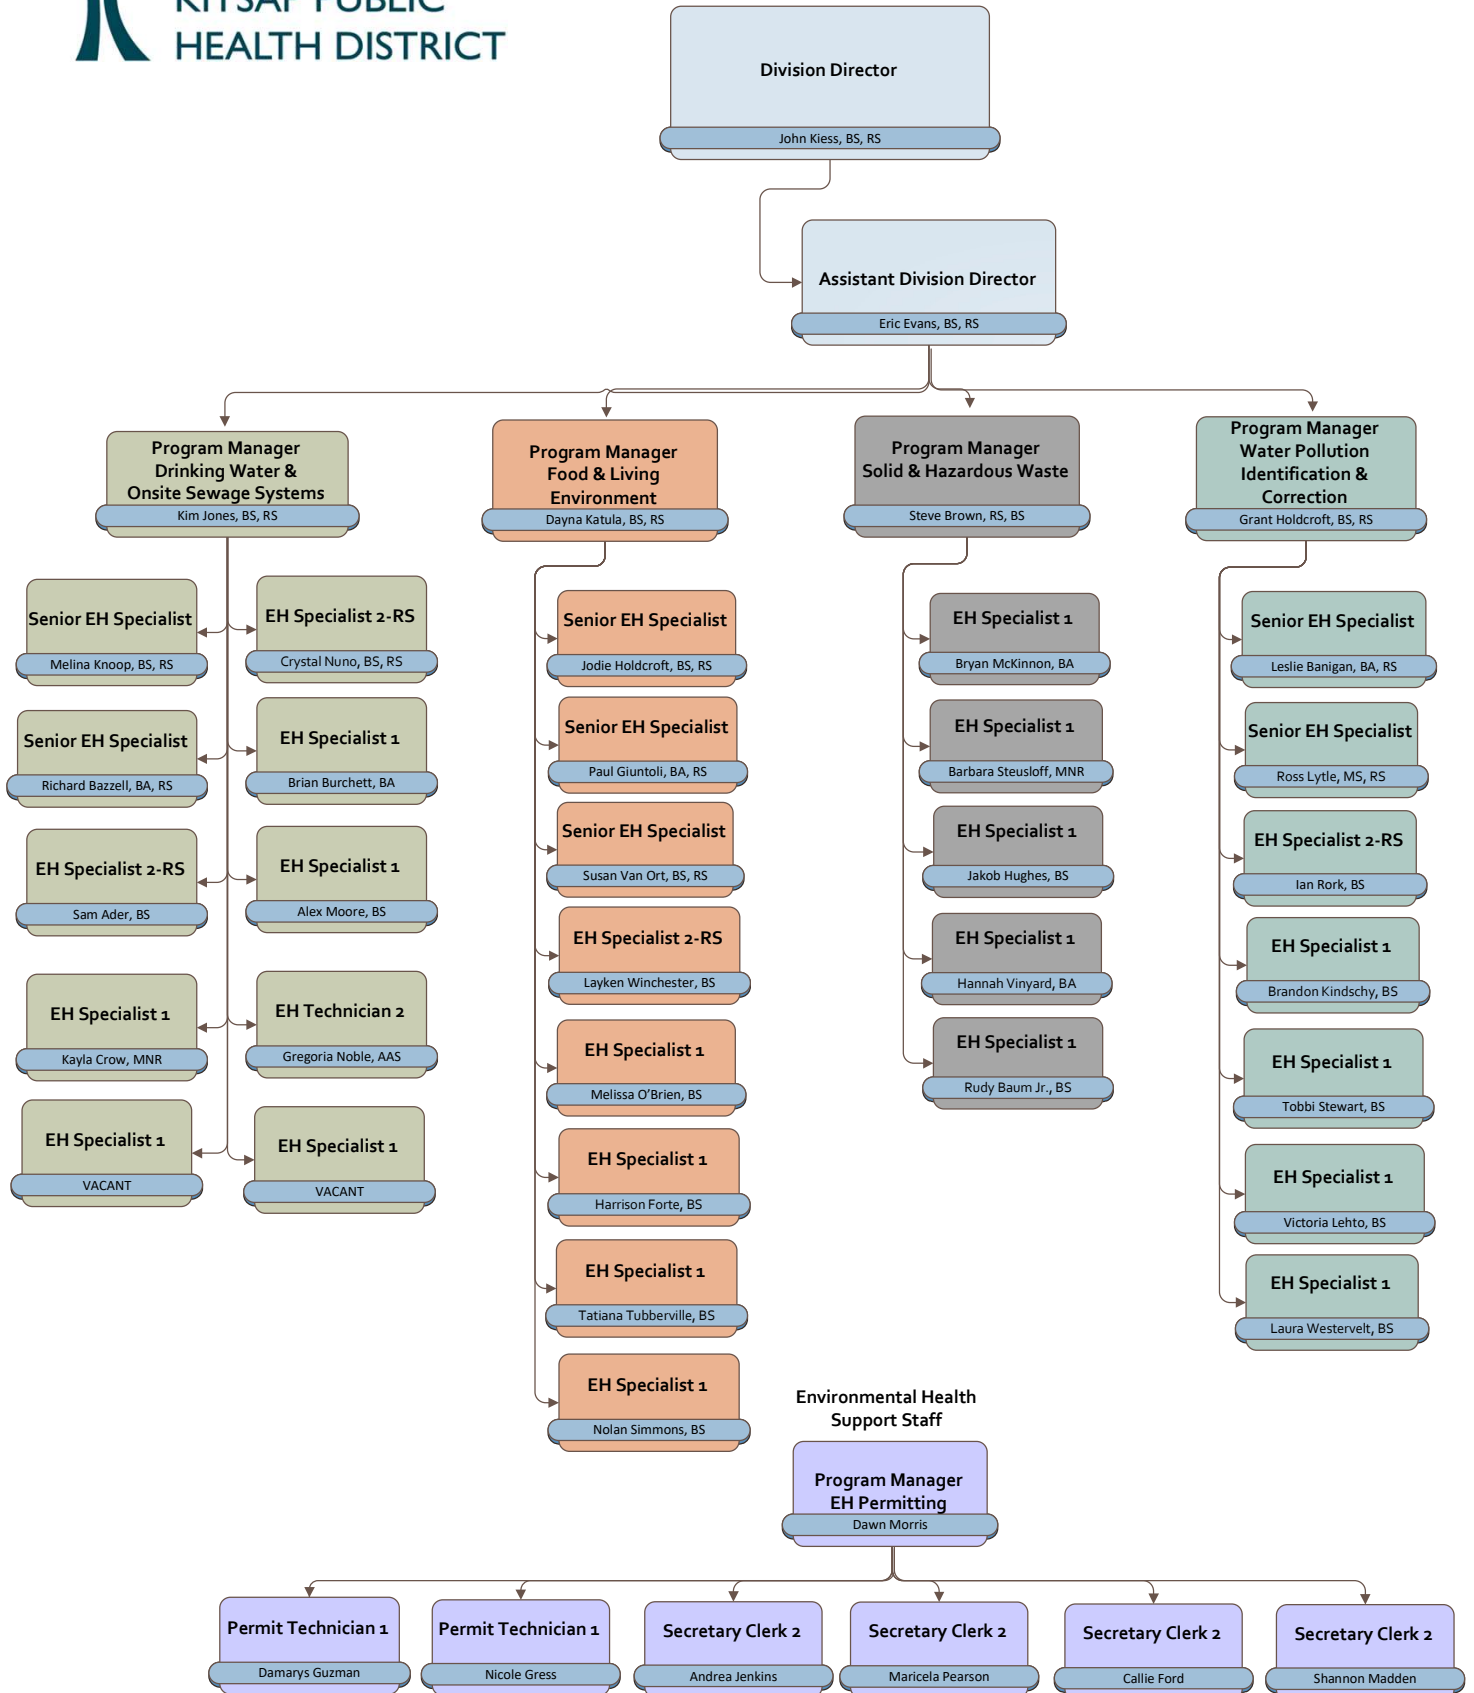 KITSAP PUBLIC
HEALTH DISTRICT
Division Director
John Kiess, BS, RS
Assistant Division Director
Eric Evans, BS, RS
Program Manager
Drinking Water &
Onsite Sewage Systems
Kim Jones, BS, RS
Program Manager
Food & Living
Environment
Dayna Katula, BS, RS
Program Manager
Solid & Hazardous Waste
Steve Brown, RS, BS
Program Manager
Water Pollution
Identification &
Correction
Grant Holdcroft, BS, RS
Senior EH Specialist
Melina Knoop, BS, RS
EH Specialist 2-RS
Crystal Nuno, BS, RS
Senior EH Specialist
Richard Bazzell, BA, RS
EH Specialist 1
Brian Burchett, BA
EH Specialist 2-RS
Sam Ader, BS
EH Specialist 1
Alex Moore, BS
EH Specialist 1
Kayla Crow, MNR
EH Technician 2
Gregoria Noble, AAS
EH Specialist 1
VACANT
EH Specialist 1
VACANT
Senior EH Specialist
Jodie Holdcroft, BS, RS
Senior EH Specialist
Paul Giuntoli, BA, RS
Senior EH Specialist
Susan Van Ort, BS, RS
EH Specialist 2-RS
Layken Winchester, BS
EH Specialist 1
Melissa O’Brien, BS
EH Specialist 1
Harrison Forte, BS
EH Specialist 1
Tatiana Tubberville, BS
EH Specialist 1
Nolan Simmons, BS
EH Specialist 1
Bryan McKinnon, BA
EH Specialist 1
Barbara Steusloff, MNR
EH Specialist 1
Jakob Hughes, BS
EH Specialist 1
Hannah Vinyard, BA
EH Specialist 1
Rudy Baum Jr., BS
Senior EH Specialist
Leslie Banigan, BA, RS
Senior EH Specialist
Ross Lytle, MS, RS
EH Specialist 2-RS
Ian Rork, BS
EH Specialist 1
Brandon Kindschy, BS
EH Specialist 1
Tobbi Stewart, BS
EH Specialist 1
Victoria Lehto, BS
EH Specialist 1
Laura Westervelt, BS
Environmental Health
Support Staff
Program Manager
EH Permitting
Dawn Morris
Permit Technician 1
Damarys Guzman
Permit Technician 1
Nicole Gress
Secretary Clerk 2
Andrea Jenkins
Secretary Clerk 2
Maricela Pearson
Secretary Clerk 2
Callie Ford
Secretary Clerk 2
Shannon Madden